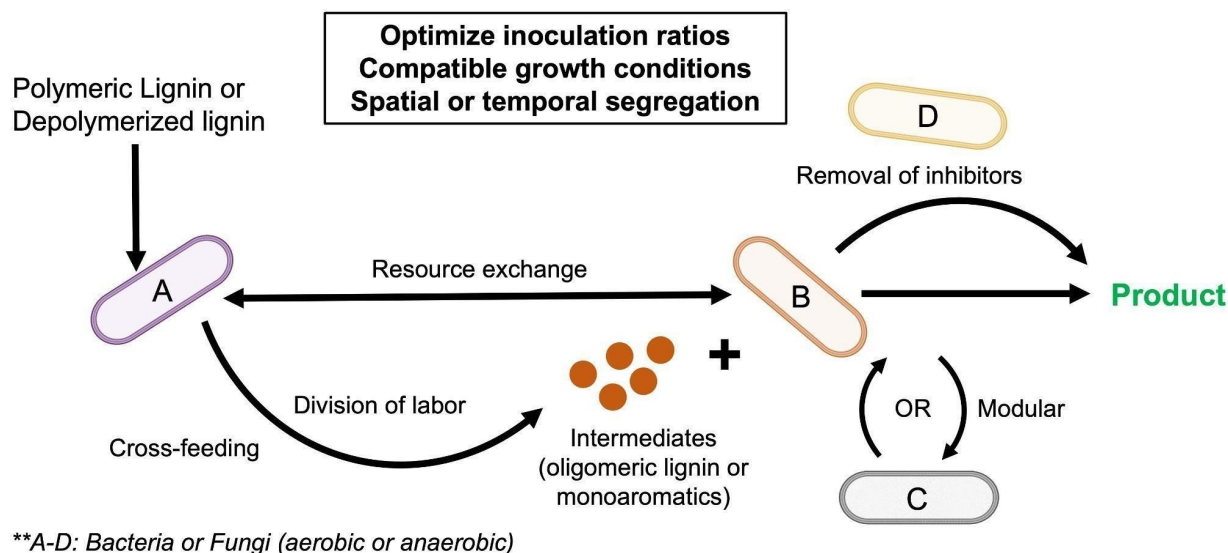 Optimize inoculation ratios
Compatible growth conditions
Spatial or temporal segregation
Polymeric Lignin or
Depolymerized lignin
D
Removal of inhibitors
A
Resource exchange
B
Product
+
Division of labor
Cross-feeding
Intermediates
(oligomeric lignin or
monoaromatics)
OR
Modular
C
**A-D: Bacteria or Fungi (aerobic or anaerobic)